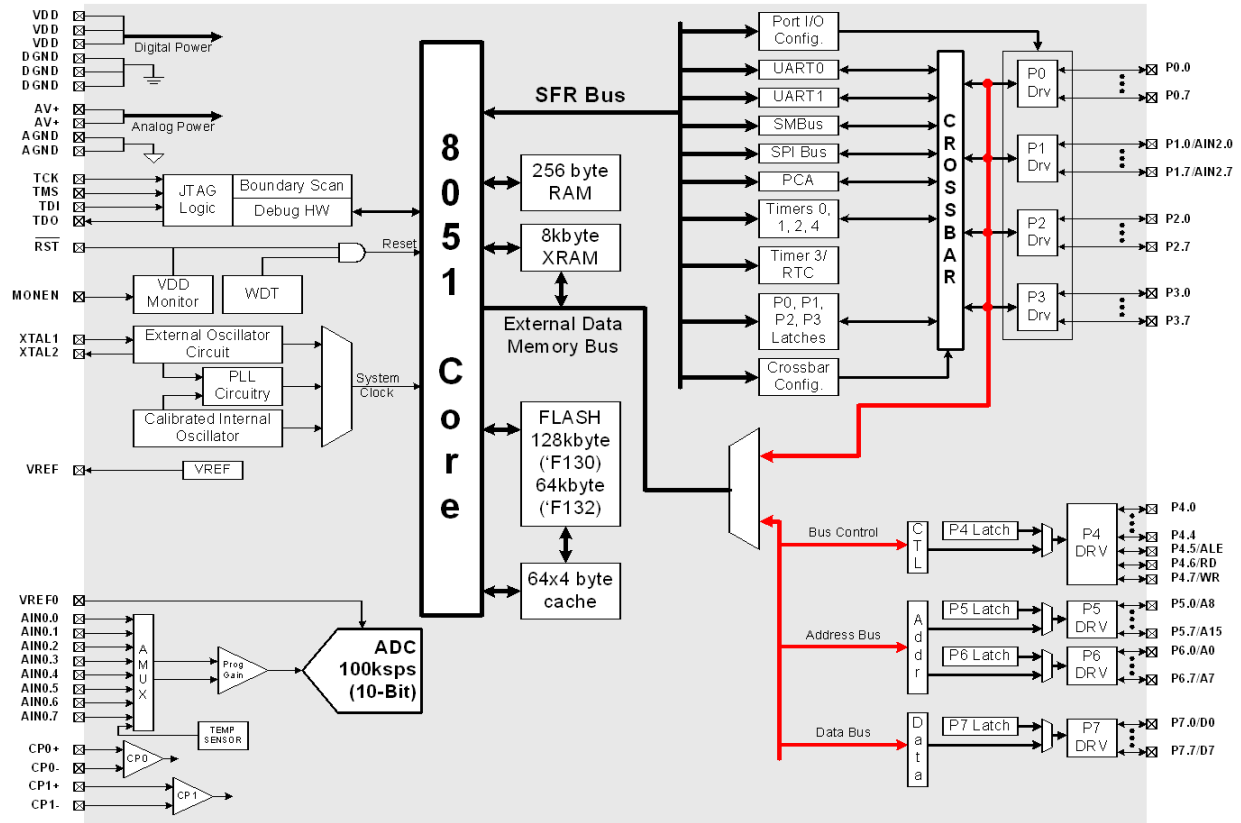 VDD
VDD
VDD
Digital Power
DGND
DGND
DGND
AV+
AV+
Analog Power
AGND
AGND
TCK
TMS
TDI
TDO
JTAG
Logic
Boundary Scan
Debug HW
RST
Reset
VDD
Monitor
WDT
MONEN
XTAL1
XTAL2
External Oscillator
Circuit
PLL
Circuitry
Calibrated Internal
Oscillator
System
Clock
VREF
VREF
VREF0
AIN0.0
AIN0.1
AIN0.2
AIN0.3
AIN0.4
AIN0.5
AIN0.6
AIN0.7
AMUX
Prog
Gain
ADC
100ksps
(10-Bit)
TEMP
SENSOR
CP0+
CP0-
CP0
CP1+
CP1-
CP1
8051 Core
SFR Bus
256 byte
RAM
8kbyte
XRAM
External Data
Memory Bus
FLASH
128kbyte
(‘F130)
64kbyte
(‘F132)
64x4 byte
cache
Port I/O
Config.
UART0
UART1
SMBus
SPI Bus
PCA
Timers 0,
1, 2, 4
Timer 3/
RTC
P0, P1,
P2, P3
Latches
Crossbar
Config.
CROSSBAR
P0
Drv
P1
Drv
P2
Drv
P3
Drv
P0.0
P0.7
P1.0/AIN2.0
P1.7/AIN2.7
P2.0
P2.7
P3.0
P3.7
Bus Control
CTL
P4 Latch
P4
DRV
P4.0
P4.4
P4.5/ALE
P4.6/RD
P4.7/WR
Address Bus
Addr
P5 Latch
P5
DRV
P5.0/A8
P5.7/A15
P6 Latch
P6
DRV
P6.0/A0
P6.7/A7
Data Bus
Data
P7 Latch
P7
DRV
P7.0/D0
P7.7/D7